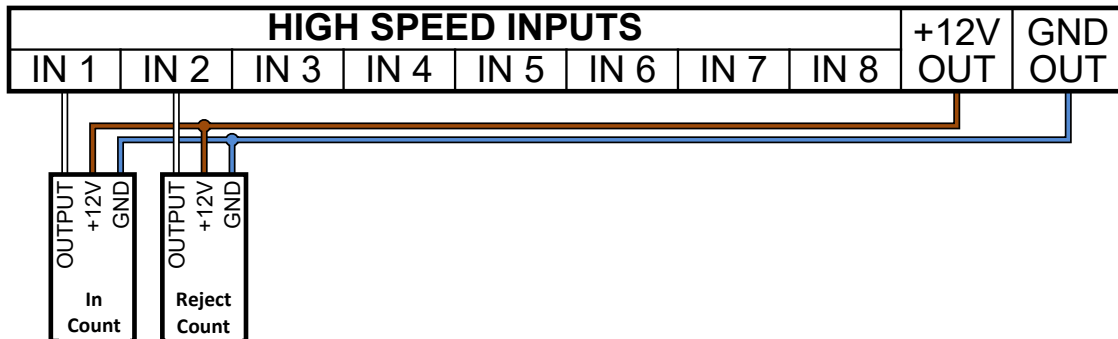 HIGH SPEED INPUTS
+12V OUT
GND OUT
IN 1 IN 2 IN 3 IN 4 IN 5 IN 6 IN 7 IN 8
OUTPUT
+12V
GND
In
Count
OUTPUT
+12V
GND
Reject
Count